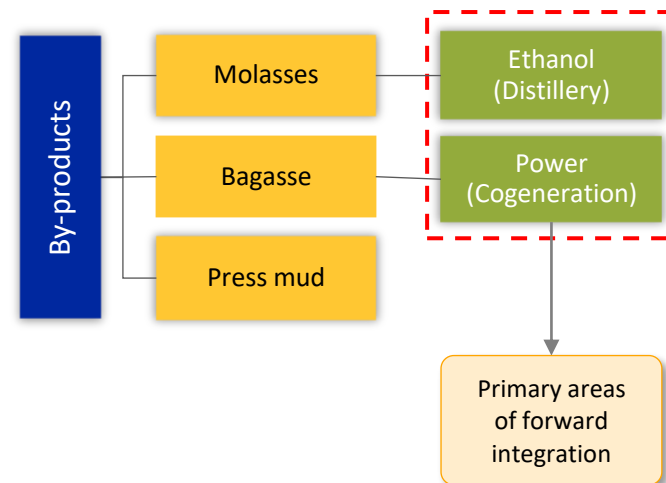 By-products
Molasses
Bagasse
Press mud
Ethanol
(Distillery)
Power
(Cogeneration)
Primary areas
of forward
integration